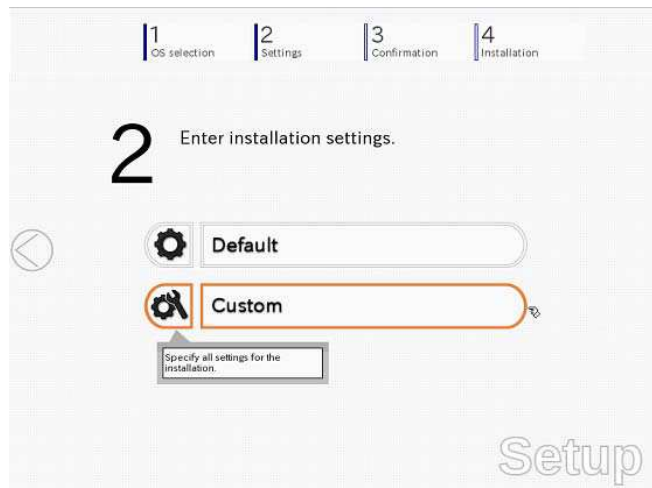 1
OS selection
2
Settings
3
Confirmation
4
Installation
2
Enter installation settings.
Default
Custom
Specify all settings for the
installation.
Setup